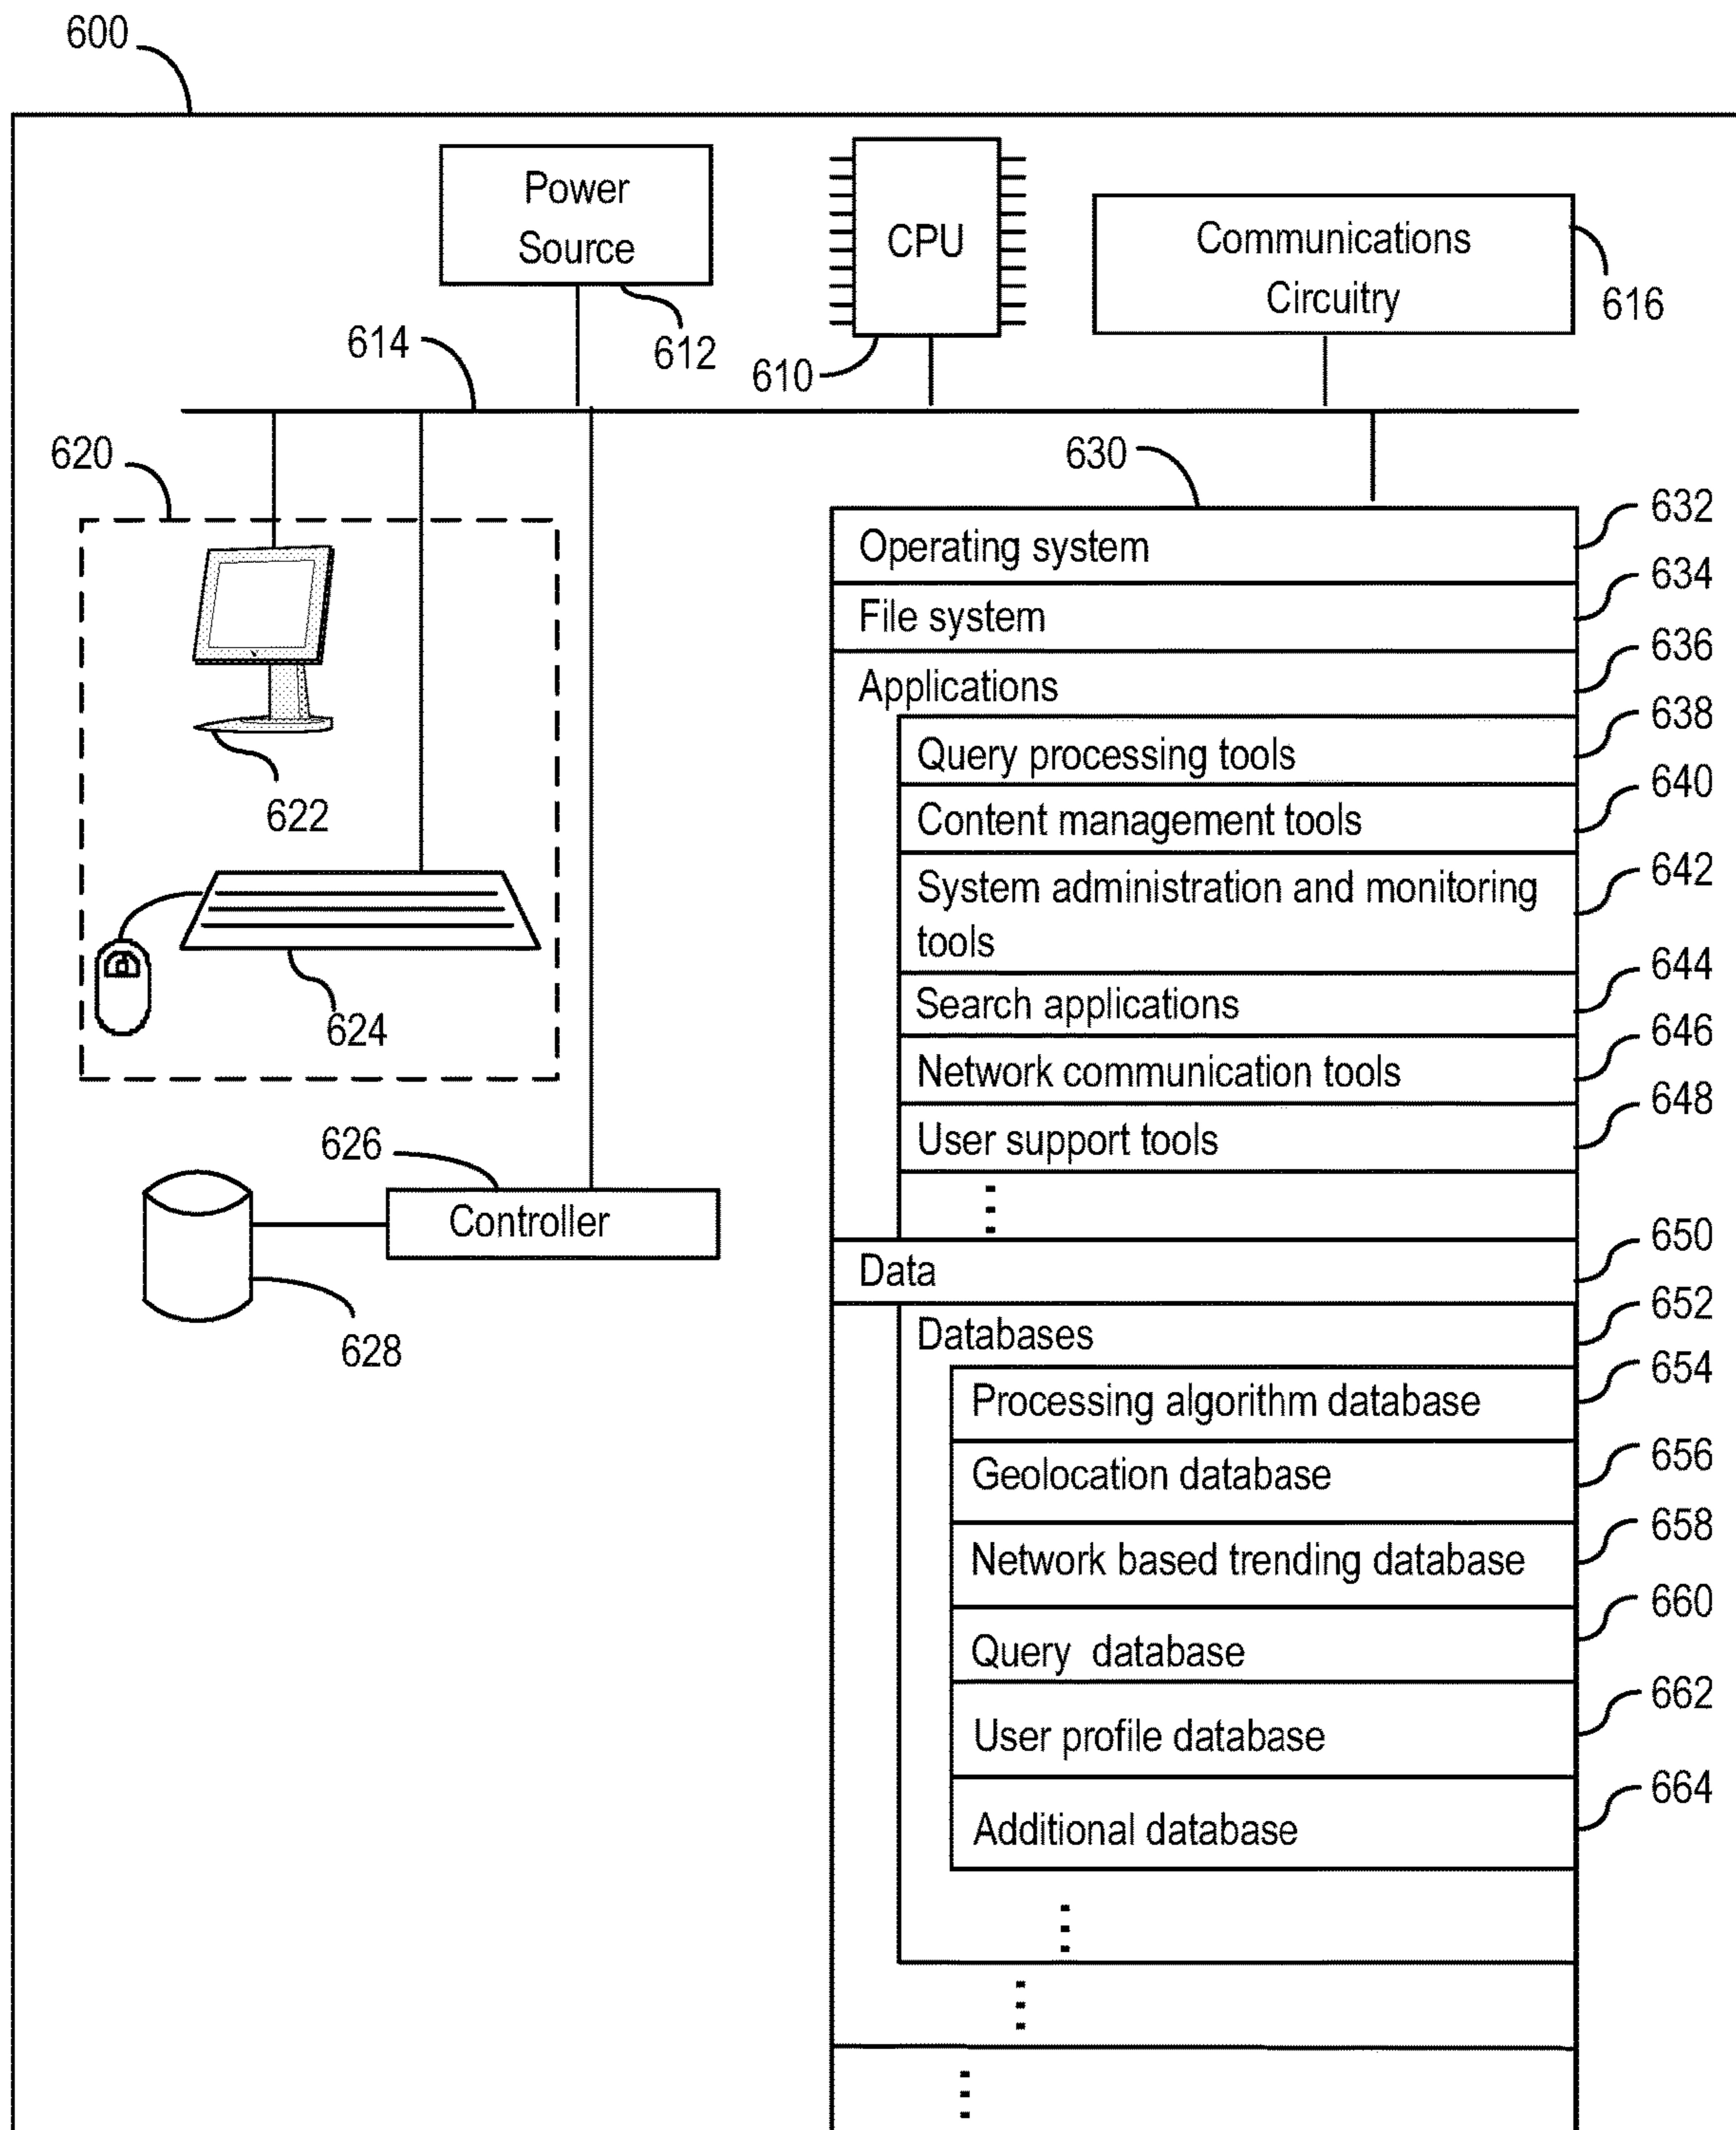 600
Power
Source
612
CPU
610
Communications
Circuitry
616
614
620
622
624
626
Controller
628
630
Operating system
632
File system
634
Applications
636
Query processing tools
638
Content management tools
640
System administration and monitoring
tools
642
Search applications
644
Network communication tools
646
User support tools
648
Data
650
Databases
652
Processing algorithm database
654
Geolocation database
656
Network based trending database
658
Query database
660
User profile database
662
Additional database
664